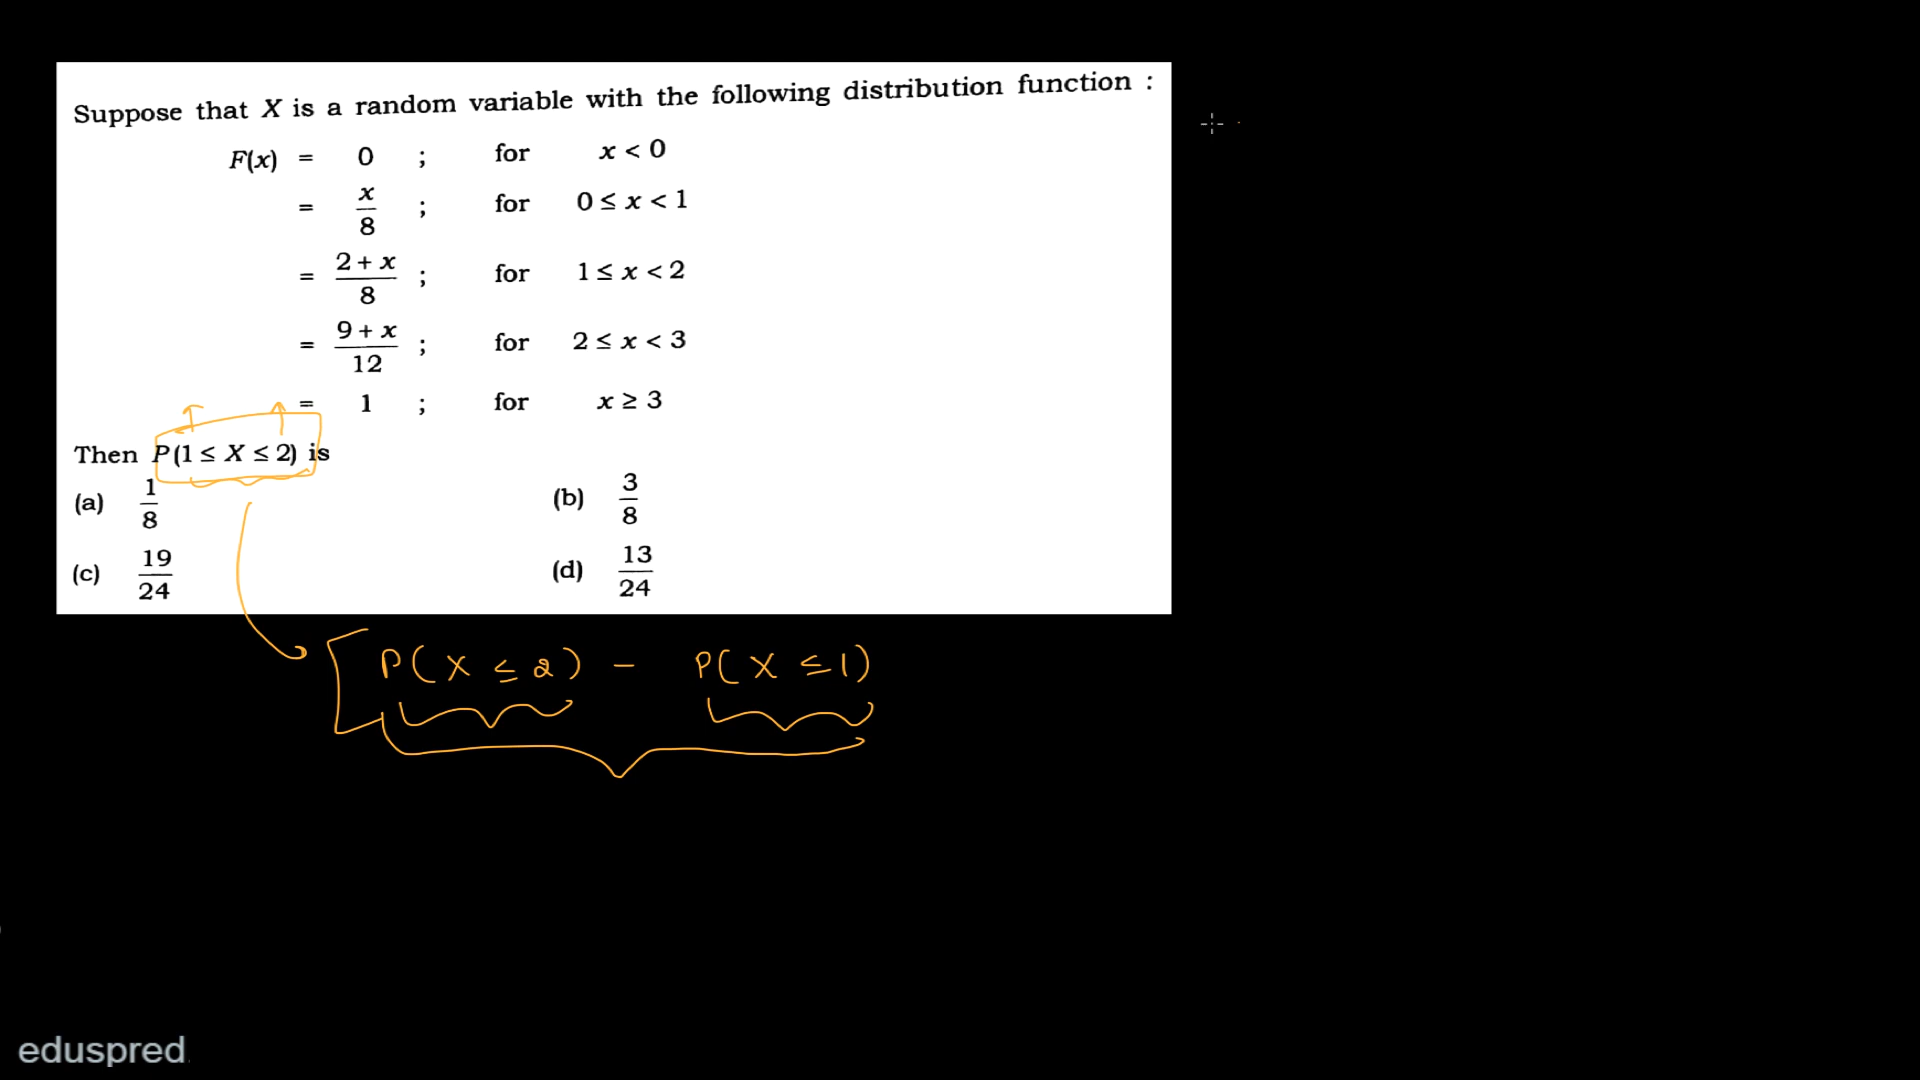 Suppose that X is a random variable with the following distribution function :
F(x) = 0 ; for x < 0
= x/8 ; for 0 ≤ x < 1
= (2 + x)/8 ; for 1 ≤ x < 2
= (9 + x)/12 ; for 2 ≤ x < 3
= 1 ; for x ≥ 3
Then P(1 ≤ X ≤ 2) is
(a) 1/8 (b) 3/8
(c) 19/24 (d) 13/24
P(X ≤ 2) - P(X ≤ 1)
eduspred